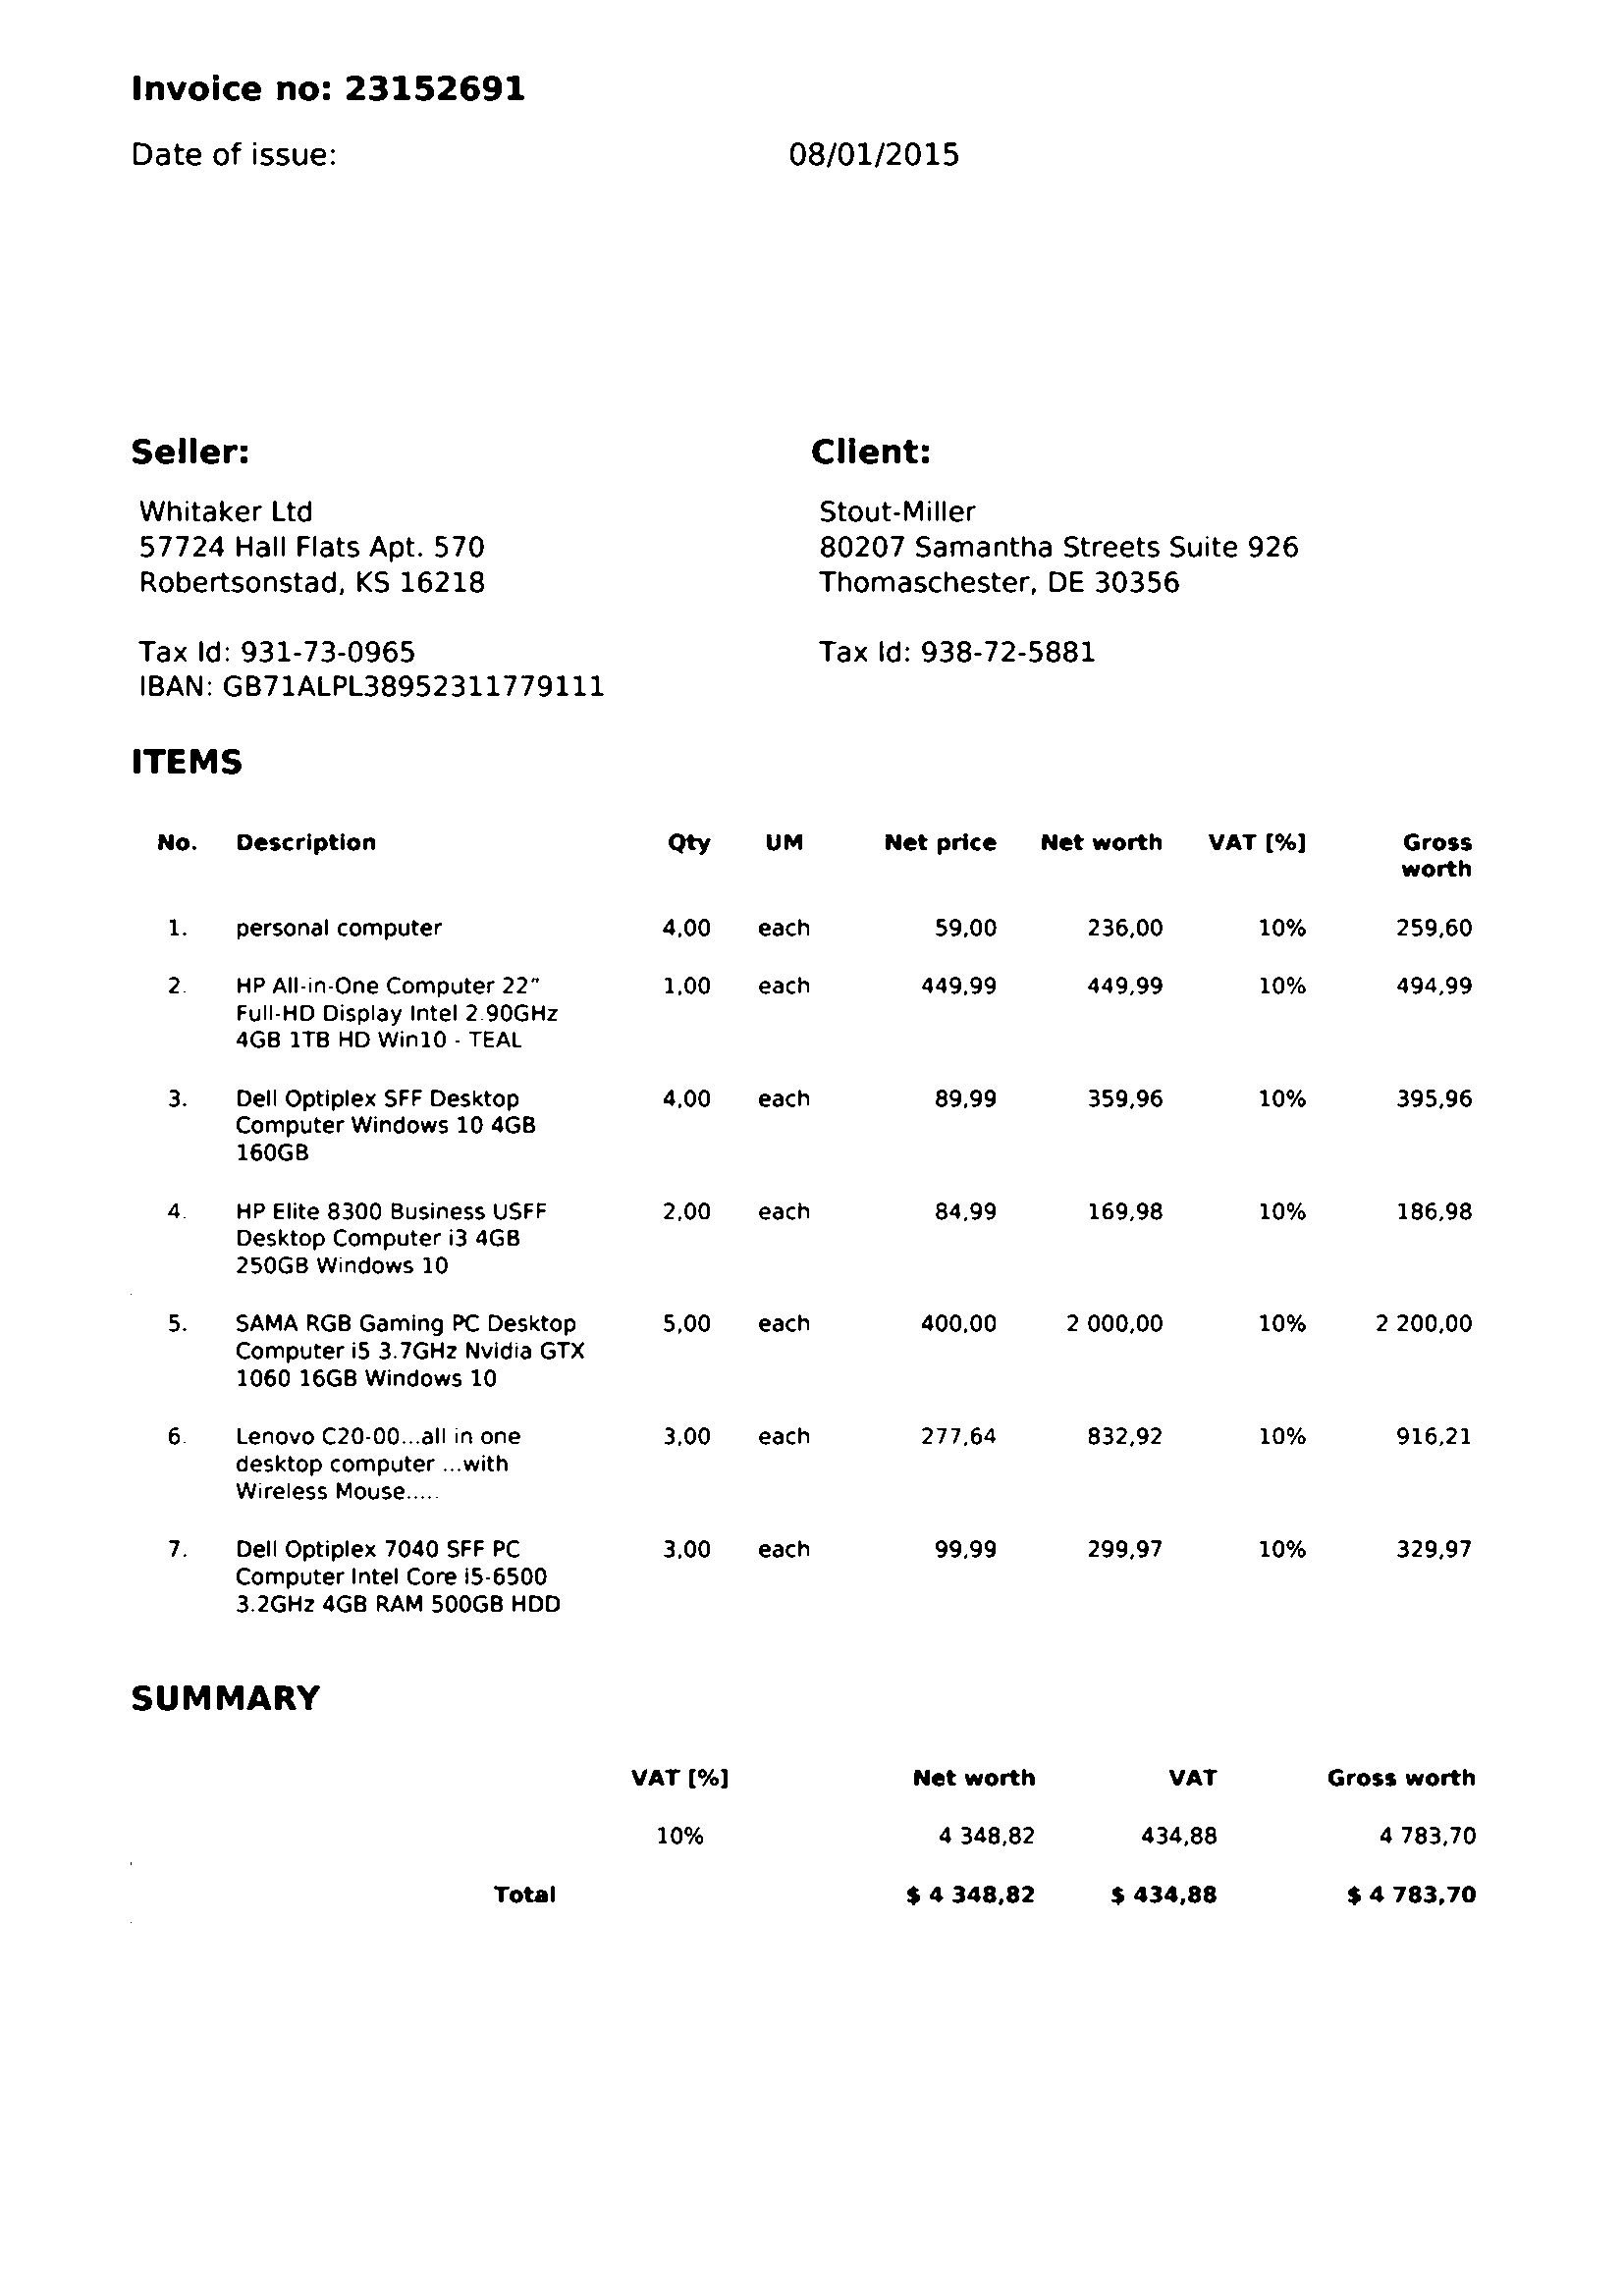 Invoice no: 23152691
Date of issue: 08/01/2015
Seller:
Whitaker Ltd
57724 Hall Flats Apt. 570
Robertsonstad, KS 16218
Tax Id: 931-73-0965
IBAN: GB71ALPL38952311779111
Client:
Stout-Miller
80207 Samantha Streets Suite 926
Thomaschester, DE 30356
Tax Id: 938-72-5881
ITEMS
No. Description Qty UM Net price Net worth VAT [%] Gross
worth
1. personal computer 4,00 each 59,00 236,00 10% 259,60
2. HP All-in-One Computer 22" 1,00 each 449,99 449,99 10% 494,99
Full-HD Display Intel 2.90GHz
4GB 1TB HD Win10 - TEAL
3. Dell Optiplex SFF Desktop 4,00 each 89,99 359,96 10% 395,96
Computer Windows 10 4GB
160GB
4. HP Elite 8300 Business USFF 2,00 each 84,99 169,98 10% 186,98
Desktop Computer i3 4GB
250GB Windows 10
5. SAMA RGB Gaming PC Desktop 5,00 each 400,00 2 000,00 10% 2 200,00
Computer i5 3.7GHz Nvidia GTX
1060 16GB Windows 10
6. Lenovo C20-00...all in one 3,00 each 277,64 832,92 10% 916,21
desktop computer ...with
Wireless Mouse.....
7. Dell Optiplex 7040 SFF PC 3,00 each 99,99 299,97 10% 329,97
Computer Intel Core i5-6500
3.2GHz 4GB RAM 500GB HDD
SUMMARY
VAT [%] Net worth VAT Gross worth
10% 4 348,82 434,88 4 783,70
Total $ 4 348,82 $ 434,88 $ 4 783,70